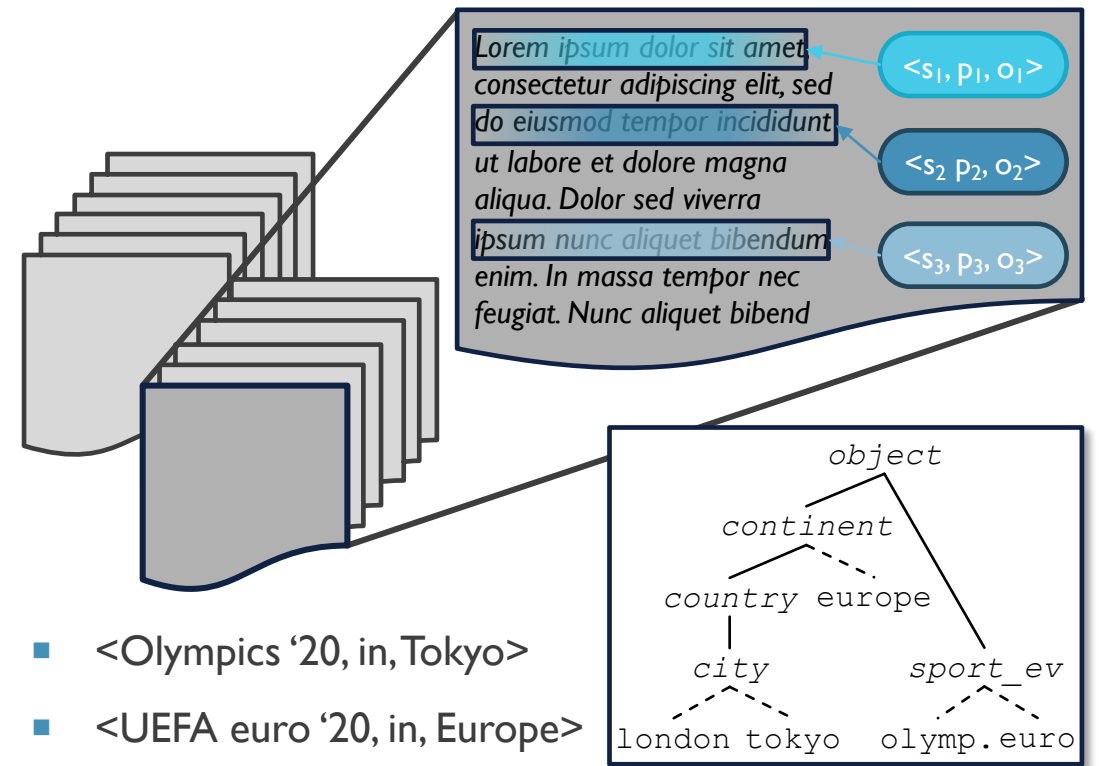 Lorem ipsum dolor sit amet,
consectetur adipiscing elit, sed
do eiusmod tempor incididunt
ut labore et dolore magna
aliqua. Dolor sed viverra
ipsum nunc aliquet bibendum
enim. In massa tempor nec
feugiat. Nunc aliquet bibend
<s₁, p₁, o₁>
<s₂ p₂, o₂>
<s₃, p₃, o₃>
object
continent
country europe
city sport_ev
london tokyo olymp. euro
▪ <Olympics ‘20, in, Tokyo>
▪ <UEFA euro ‘20, in, Europe>